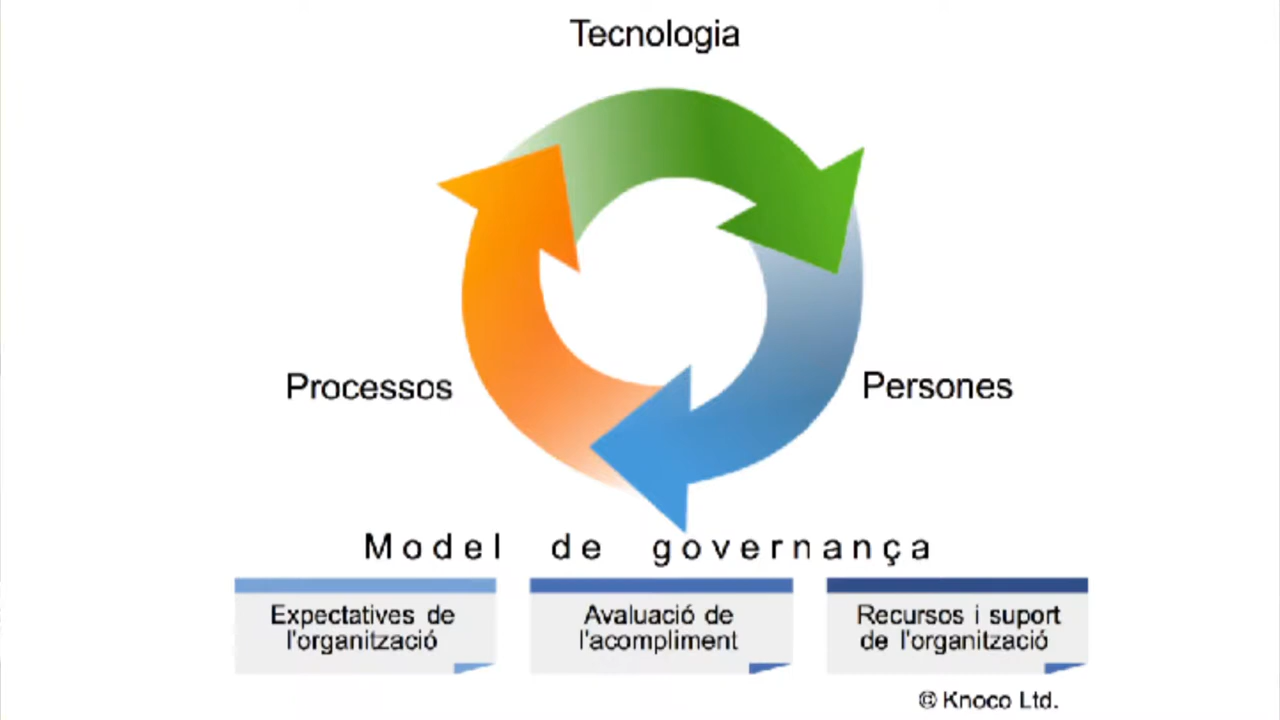 Tecnologia
Processos
Persones
Model de governança
Expectatives de
l'organització
Avaluació de
l'acompliment
Recursos i suport
de l'organització
© Knoco Ltd.